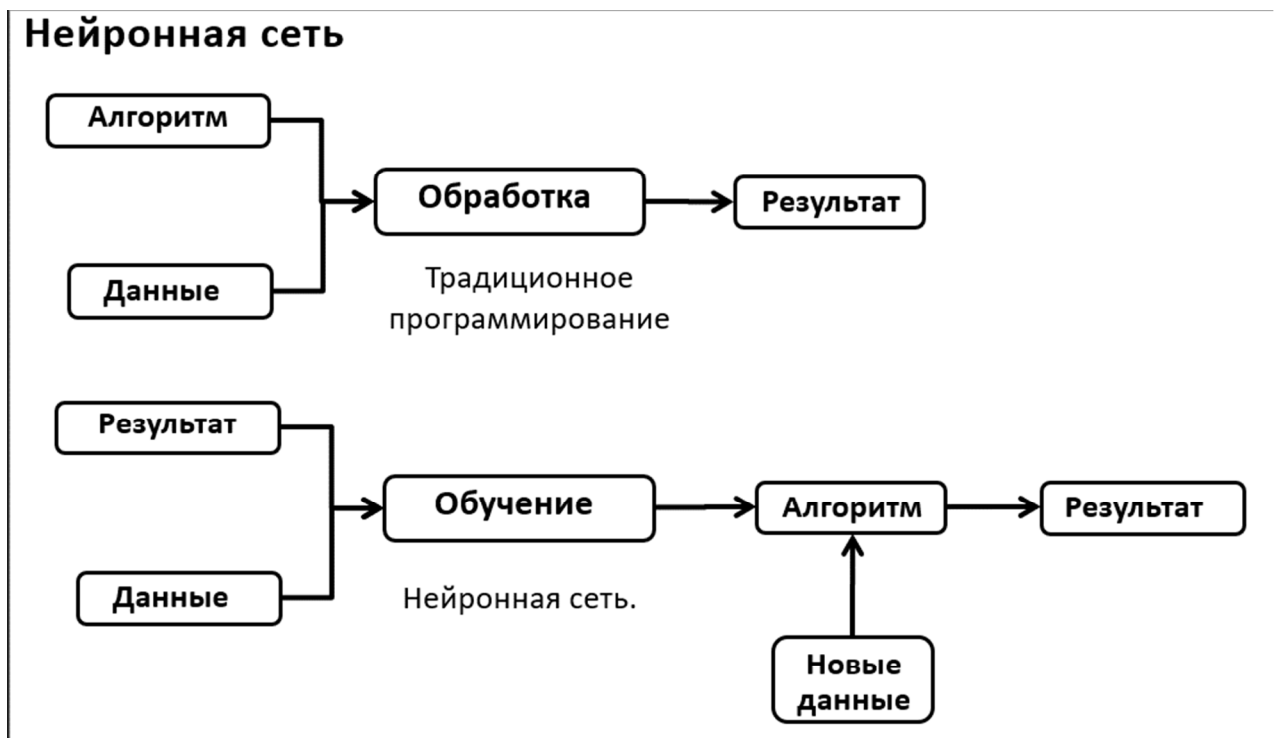 Нейронная сеть
Алгоритм
Обработка
Результат
Данные
Традиционное
программирование
Результат
Обучение
Алгоритм
Результат
Данные
Нейронная сеть.
Новые
данные